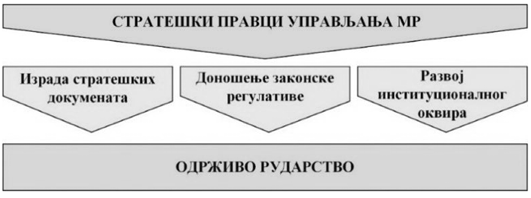 СТРАТЕШКИ ПРАВЦИ УПРАВЉАЊА МР
Израда стратешких
докумената
Доношење законске
регулативе
Развој
институционалног
оквира
ОДРЖИВО РУДАРСТВО